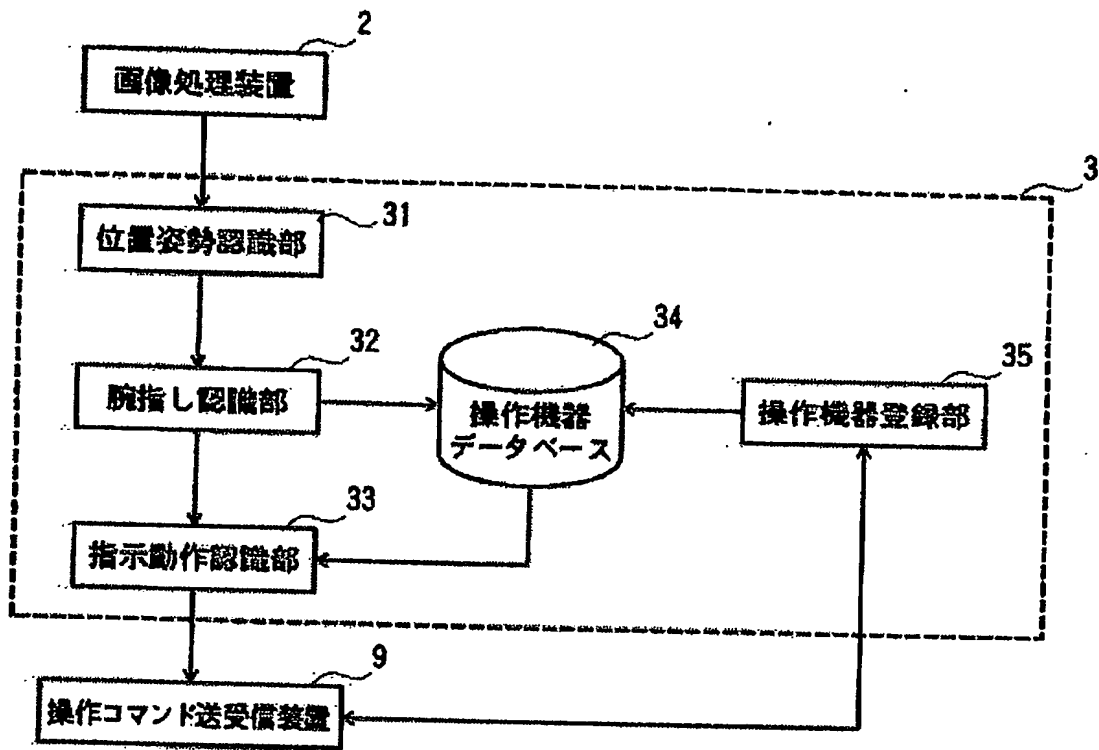 2
画像処理装置
3
31
位置姿勢認識部
34
32
35
腕指し認識部
操作機器
データベース
操作機器登録部
33
指示動作認識部
9
操作コマンド送受信装置